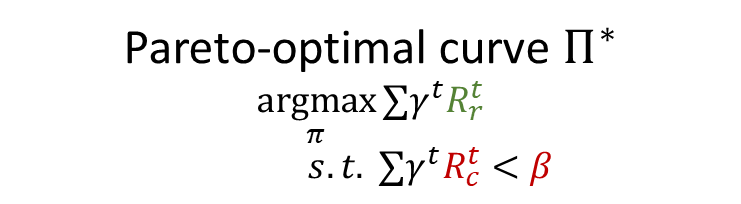 Pareto-optimal curve Π*
argmax ∑γᵗRᵣᵗ
π
s.t. ∑γᵗR_cᵗ < β